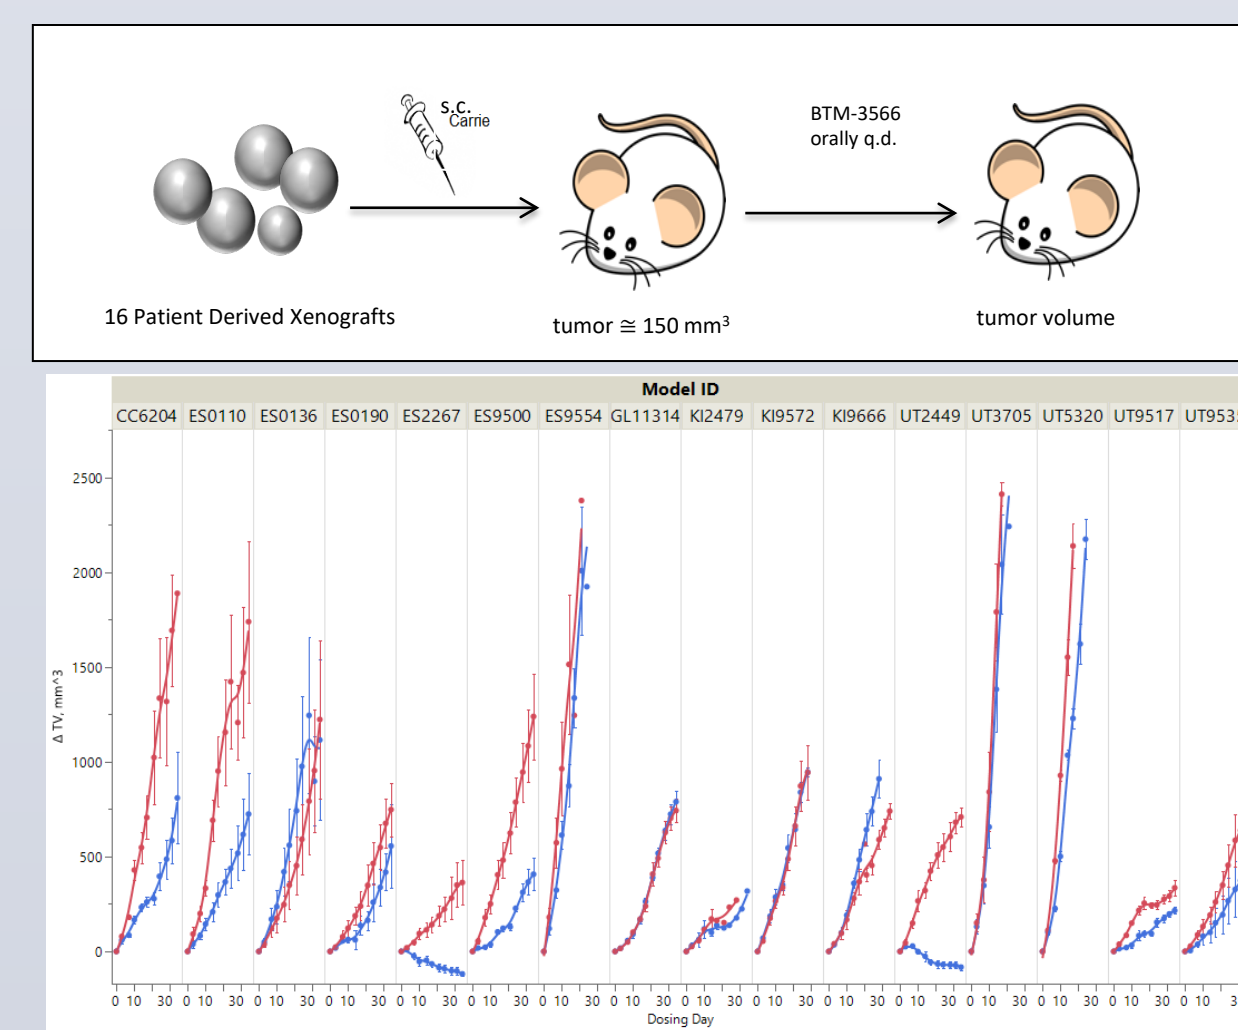 s.c.
Carrie
BTM-3566
orally q.d.
16 Patient Derived Xenografts
tumor ≅ 150 mm³
tumor volume
Model ID
CC6204 ES0110 ES0136 ES0190 ES2267 ES9500 ES9554 GL11314 KI2479 KI9572 KI9666 UT2449 UT3705 UT5320 UT9517
2500
2000
1500
1000
500
0
Δ TV, mm^3
0 10 30 0 10 30 0 10 30 0 10 30 0 10 30 0 10 30 0 10 30 0 10 30 0 10 30 0 10 30 0 10 30 0 10 30 0 10 30 0 10 30 0 10 30 0 10
Dosing Day